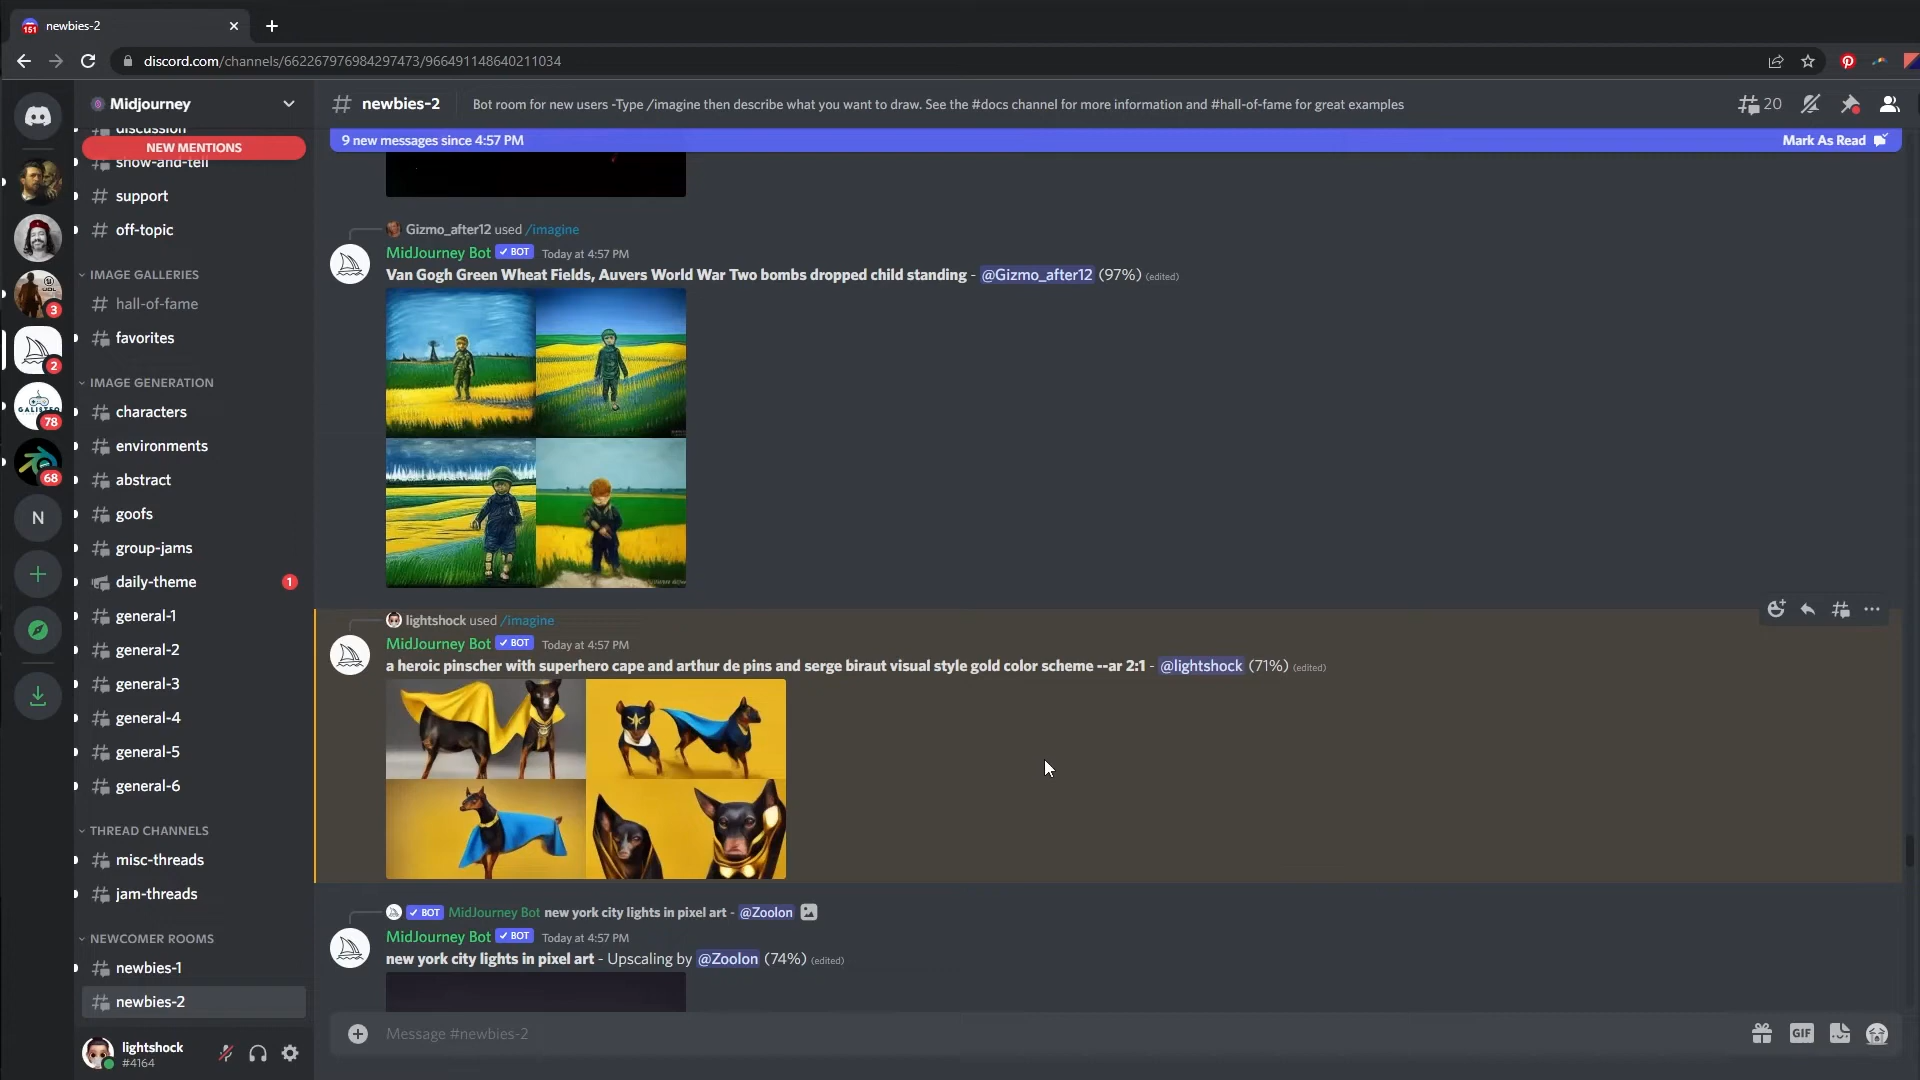 151
newbies-2
discord.com/channels/662267976984297473/966491148640211034
Midjourney
discussion
NEW MENTIONS
show-and-tell
support
off-topic
IMAGE GALLERIES
hall-of-fame
favorites
IMAGE GENERATION
characters
environments
abstract
goofs
group-jams
daily-theme
1
general-1
general-2
general-3
general-4
general-5
general-6
THREAD CHANNELS
misc-threads
jam-threads
NEWCOMER ROOMS
newbies-1
newbies-2
lightshock
#4164
3
2
GALISTEO
78
68
N
newbies-2
Bot room for new users -Type /imagine then describe what you want to draw. See the #docs channel for more information and #hall-of-fame for great examples
20
9 new messages since 4:57 PM
Mark As Read
Gizmo_after12 used /imagine
MidJourney Bot BOT Today at 4:57 PM
Van Gogh Green Wheat Fields, Auvers World War Two bombs dropped child standing - @Gizmo_after12 (97%) (edited)
lightshock used /imagine
MidJourney Bot BOT Today at 4:57 PM
a heroic pinscher with superhero cape and arthur de pins and serge biraut visual style gold color scheme --ar 2:1 - @lightshock (71%) (edited)
BOT MidJourney Bot new york city lights in pixel art - @Zoolon
MidJourney Bot BOT Today at 4:57 PM
new york city lights in pixel art - Upscaling by @Zoolon (74%) (edited)
Message #newbies-2
GIF